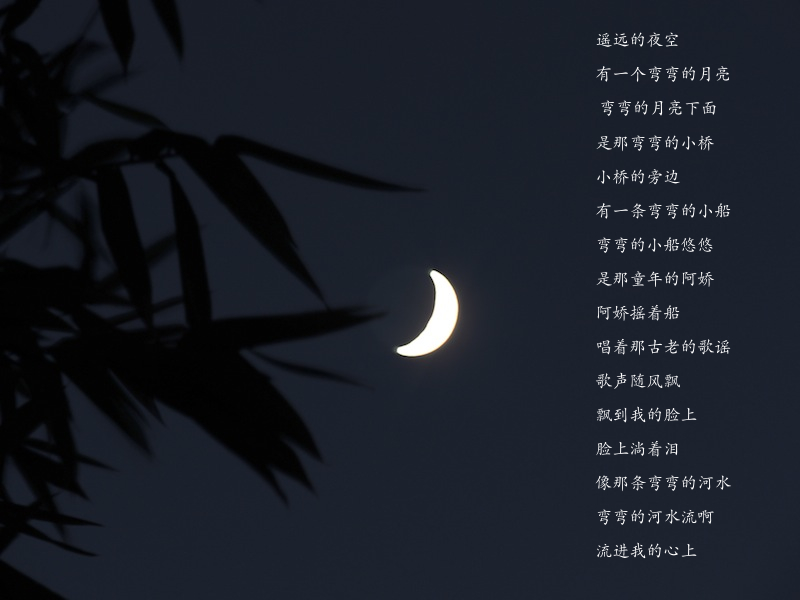 遥远的夜空
有一个弯弯的月亮
弯弯的月亮下面
是那弯弯的小桥
小桥的旁边
有一条弯弯的小船
弯弯的小船悠悠
是那童年的阿娇
阿娇摇着船
唱着那古老的歌谣
歌声随风飘
飘到我的脸上
脸上淌着泪
像那条弯弯的河水
弯弯的河水流啊
流进我的心上